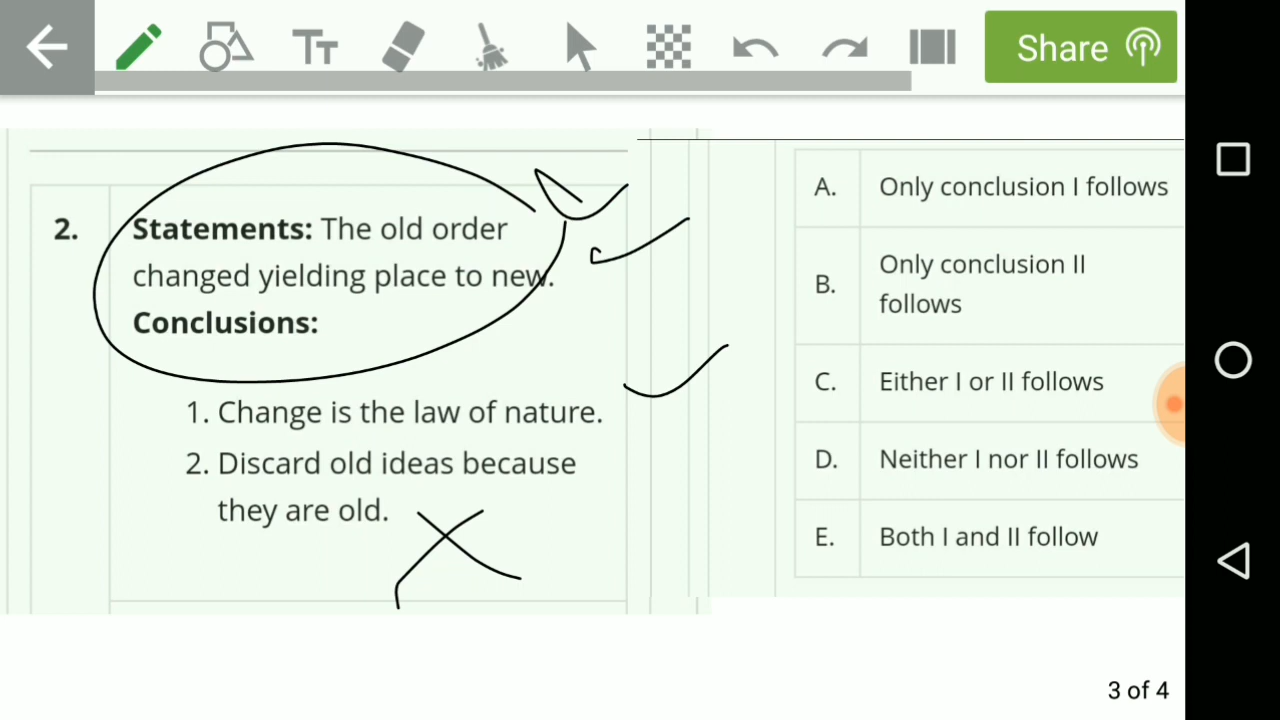 TT
Share
2. Statements: The old order
changed yielding place to new.
Conclusions:
1. Change is the law of nature.
2. Discard old ideas because
they are old.
A. Only conclusion I follows
B. Only conclusion II
follows
C. Either I or II follows
D. Neither I nor II follows
E. Both I and II follow
3 of 4